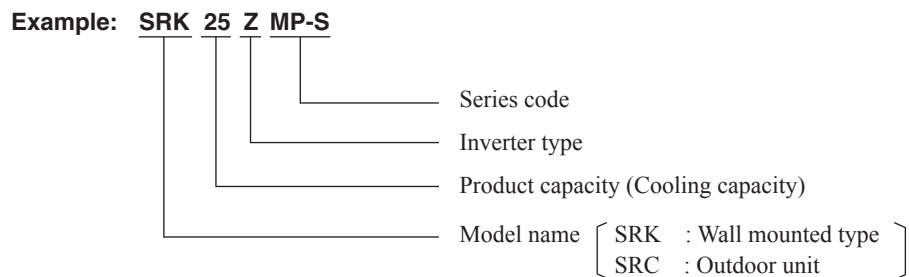 Example: SRK 25 Z MP-S
Series code
Inverter type
Product capacity (Cooling capacity)
Model name [ SRK : Wall mounted type ]
SRC : Outdoor unit